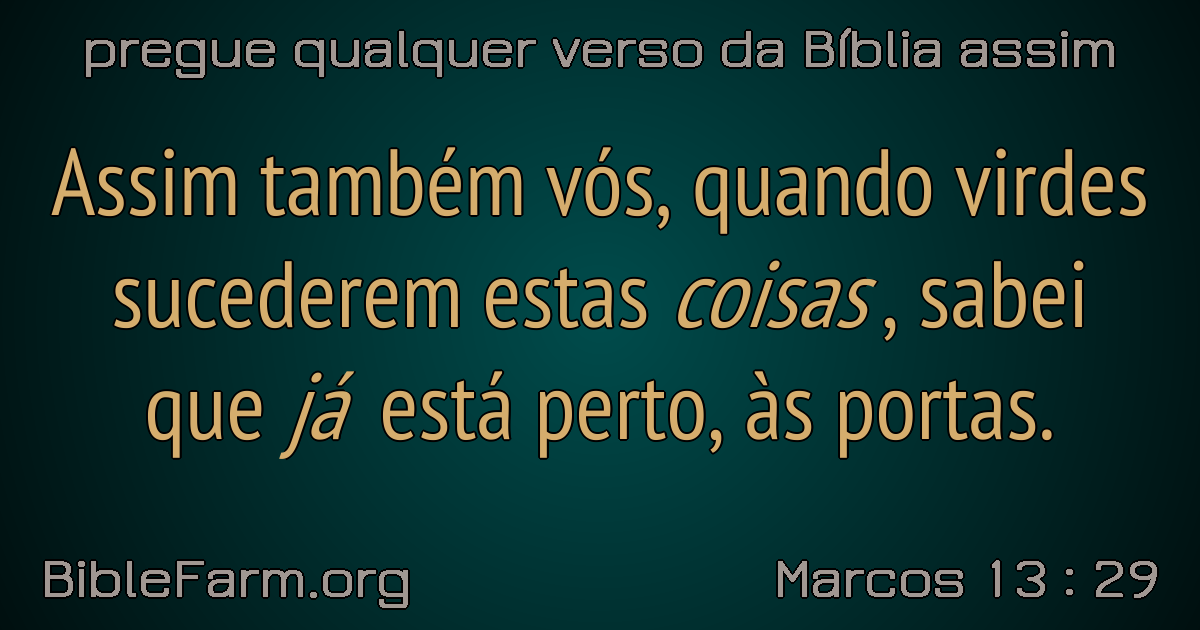 pregue qualquer verso da Bíblia assim
Assim também vós, quando virdes
sucederem estas coisas, sabei
que já está perto, às portas.
BibleFarm.org
Marcos 13 : 29